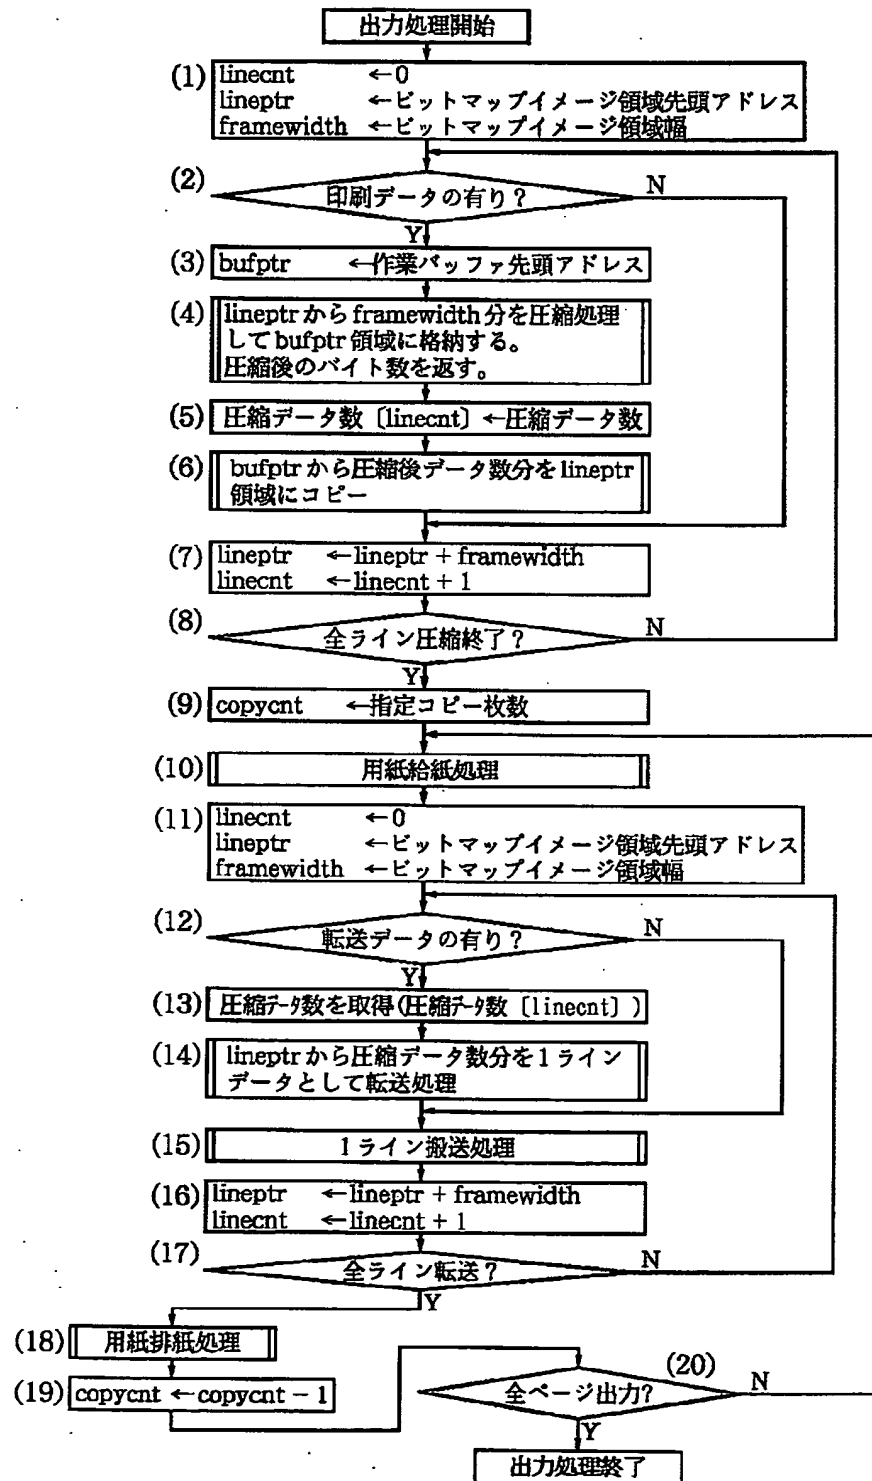 出力処理開始
(1) linecnt ←0
lineptr ←ビットマップイメージ領域先頭アドレス
framewidth ←ビットマップイメージ領域幅
(2) 印刷データの有り? N
Y
(3) bufptr ←作業バッファ先頭アドレス
(4) lineptrからframewidth分を圧縮処理
してbufptr領域に格納する。
圧縮後のバイト数を返す。
(5) 圧縮データ数〔linecnt〕←圧縮データ数
(6) bufptrから圧縮後データ数分をlineptr
領域にコピー
(7) lineptr ←lineptr + framewidth
linecnt ←linecnt + 1
(8) 全ライン圧縮終了? N
Y
(9) copycnt ←指定コピー枚数
(10) 用紙給紙処理
(11) linecnt ←0
lineptr ←ビットマップイメージ領域先頭アドレス
framewidth ←ビットマップイメージ領域幅
(12) 転送データの有り? N
Y
(13) 圧縮データ数を取得(圧縮データ数〔linecnt〕)
(14) lineptrから圧縮データ数分を1ライン
データとして転送処理
(15) 1ライン搬送処理
(16) lineptr ←lineptr + framewidth
linecnt ←linecnt + 1
(17) 全ライン転送? N
Y
(18) 用紙排紙処理
(19) copycnt ←copycnt − 1
(20)
全ページ出力? N
Y
出力処理終了